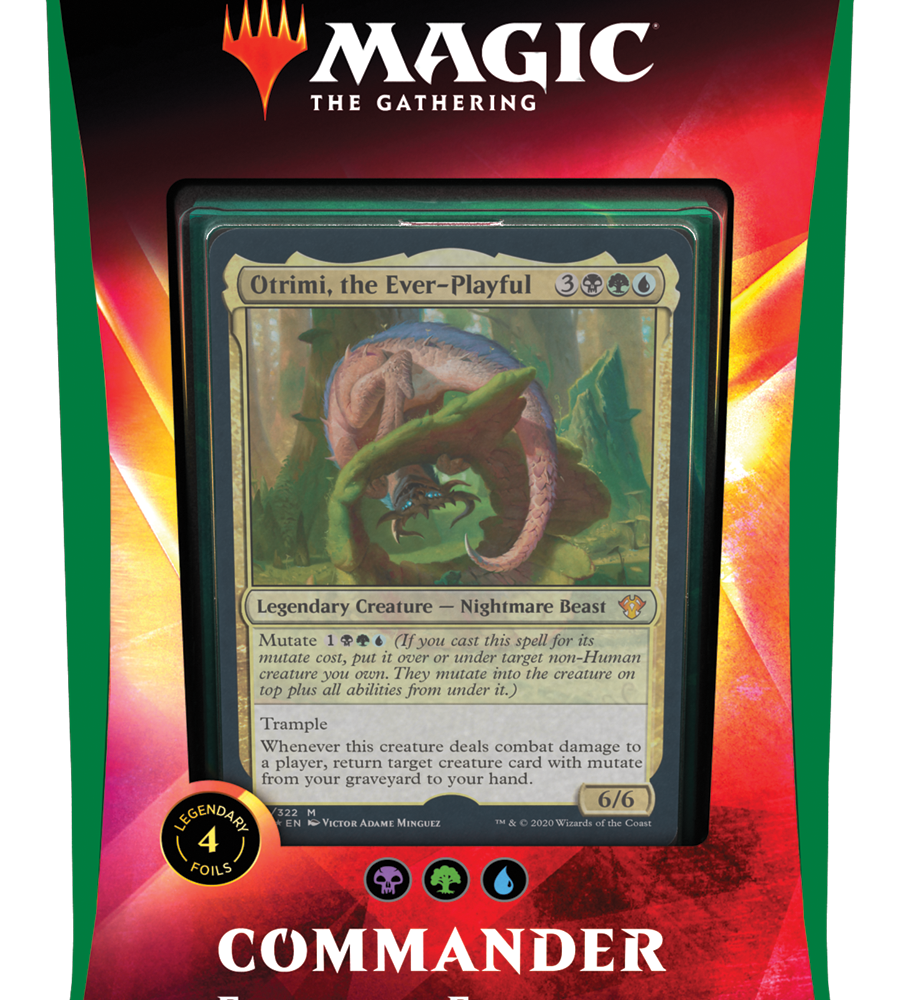 MAGIC
THE GATHERING
Otrimi, the Ever-Playful 3
Legendary Creature — Nightmare Beast
Mutate 1 (If you cast this spell for its
mutate cost, put it over or under target non-Human
creature you own. They mutate into the creature on
top plus all abilities from under it.)
Trample
Whenever this creature deals combat damage to
a player, return target creature card with mutate
from your graveyard to your hand.
6/6
/322 M
EN Victor Adame Minguez ™ & © 2020 Wizards of the Coast
LEGENDARY
4
FOILS
COMMANDER